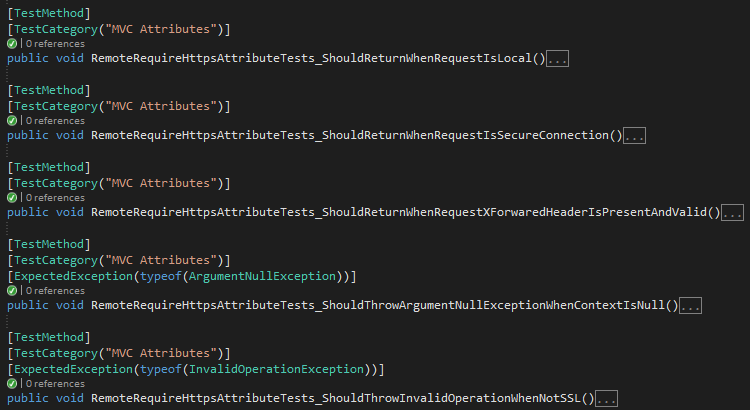 [TestMethod]
[TestCategory("MVC Attributes")]
| 0 references
public void RemoteRequireHttpsAttributeTests_ShouldReturnWhenRequestIsLocal()...
[TestMethod]
[TestCategory("MVC Attributes")]
| 0 references
public void RemoteRequireHttpsAttributeTests_ShouldReturnWhenRequestIsSecureConnection()...
[TestMethod]
[TestCategory("MVC Attributes")]
| 0 references
public void RemoteRequireHttpsAttributeTests_ShouldReturnWhenRequestXForwaredHeaderIsPresentAndValid()...
[TestMethod]
[TestCategory("MVC Attributes")]
[ExpectedException(typeof(ArgumentNullException))]
| 0 references
public void RemoteRequireHttpsAttributeTests_ShouldThrowArgumentNullExceptionWhenContextIsNull()...
[TestMethod]
[TestCategory("MVC Attributes")]
[ExpectedException(typeof(InvalidOperationException))]
| 0 references
public void RemoteRequireHttpsAttributeTests_ShouldThrowInvalidOperationWhenNotSSL()...